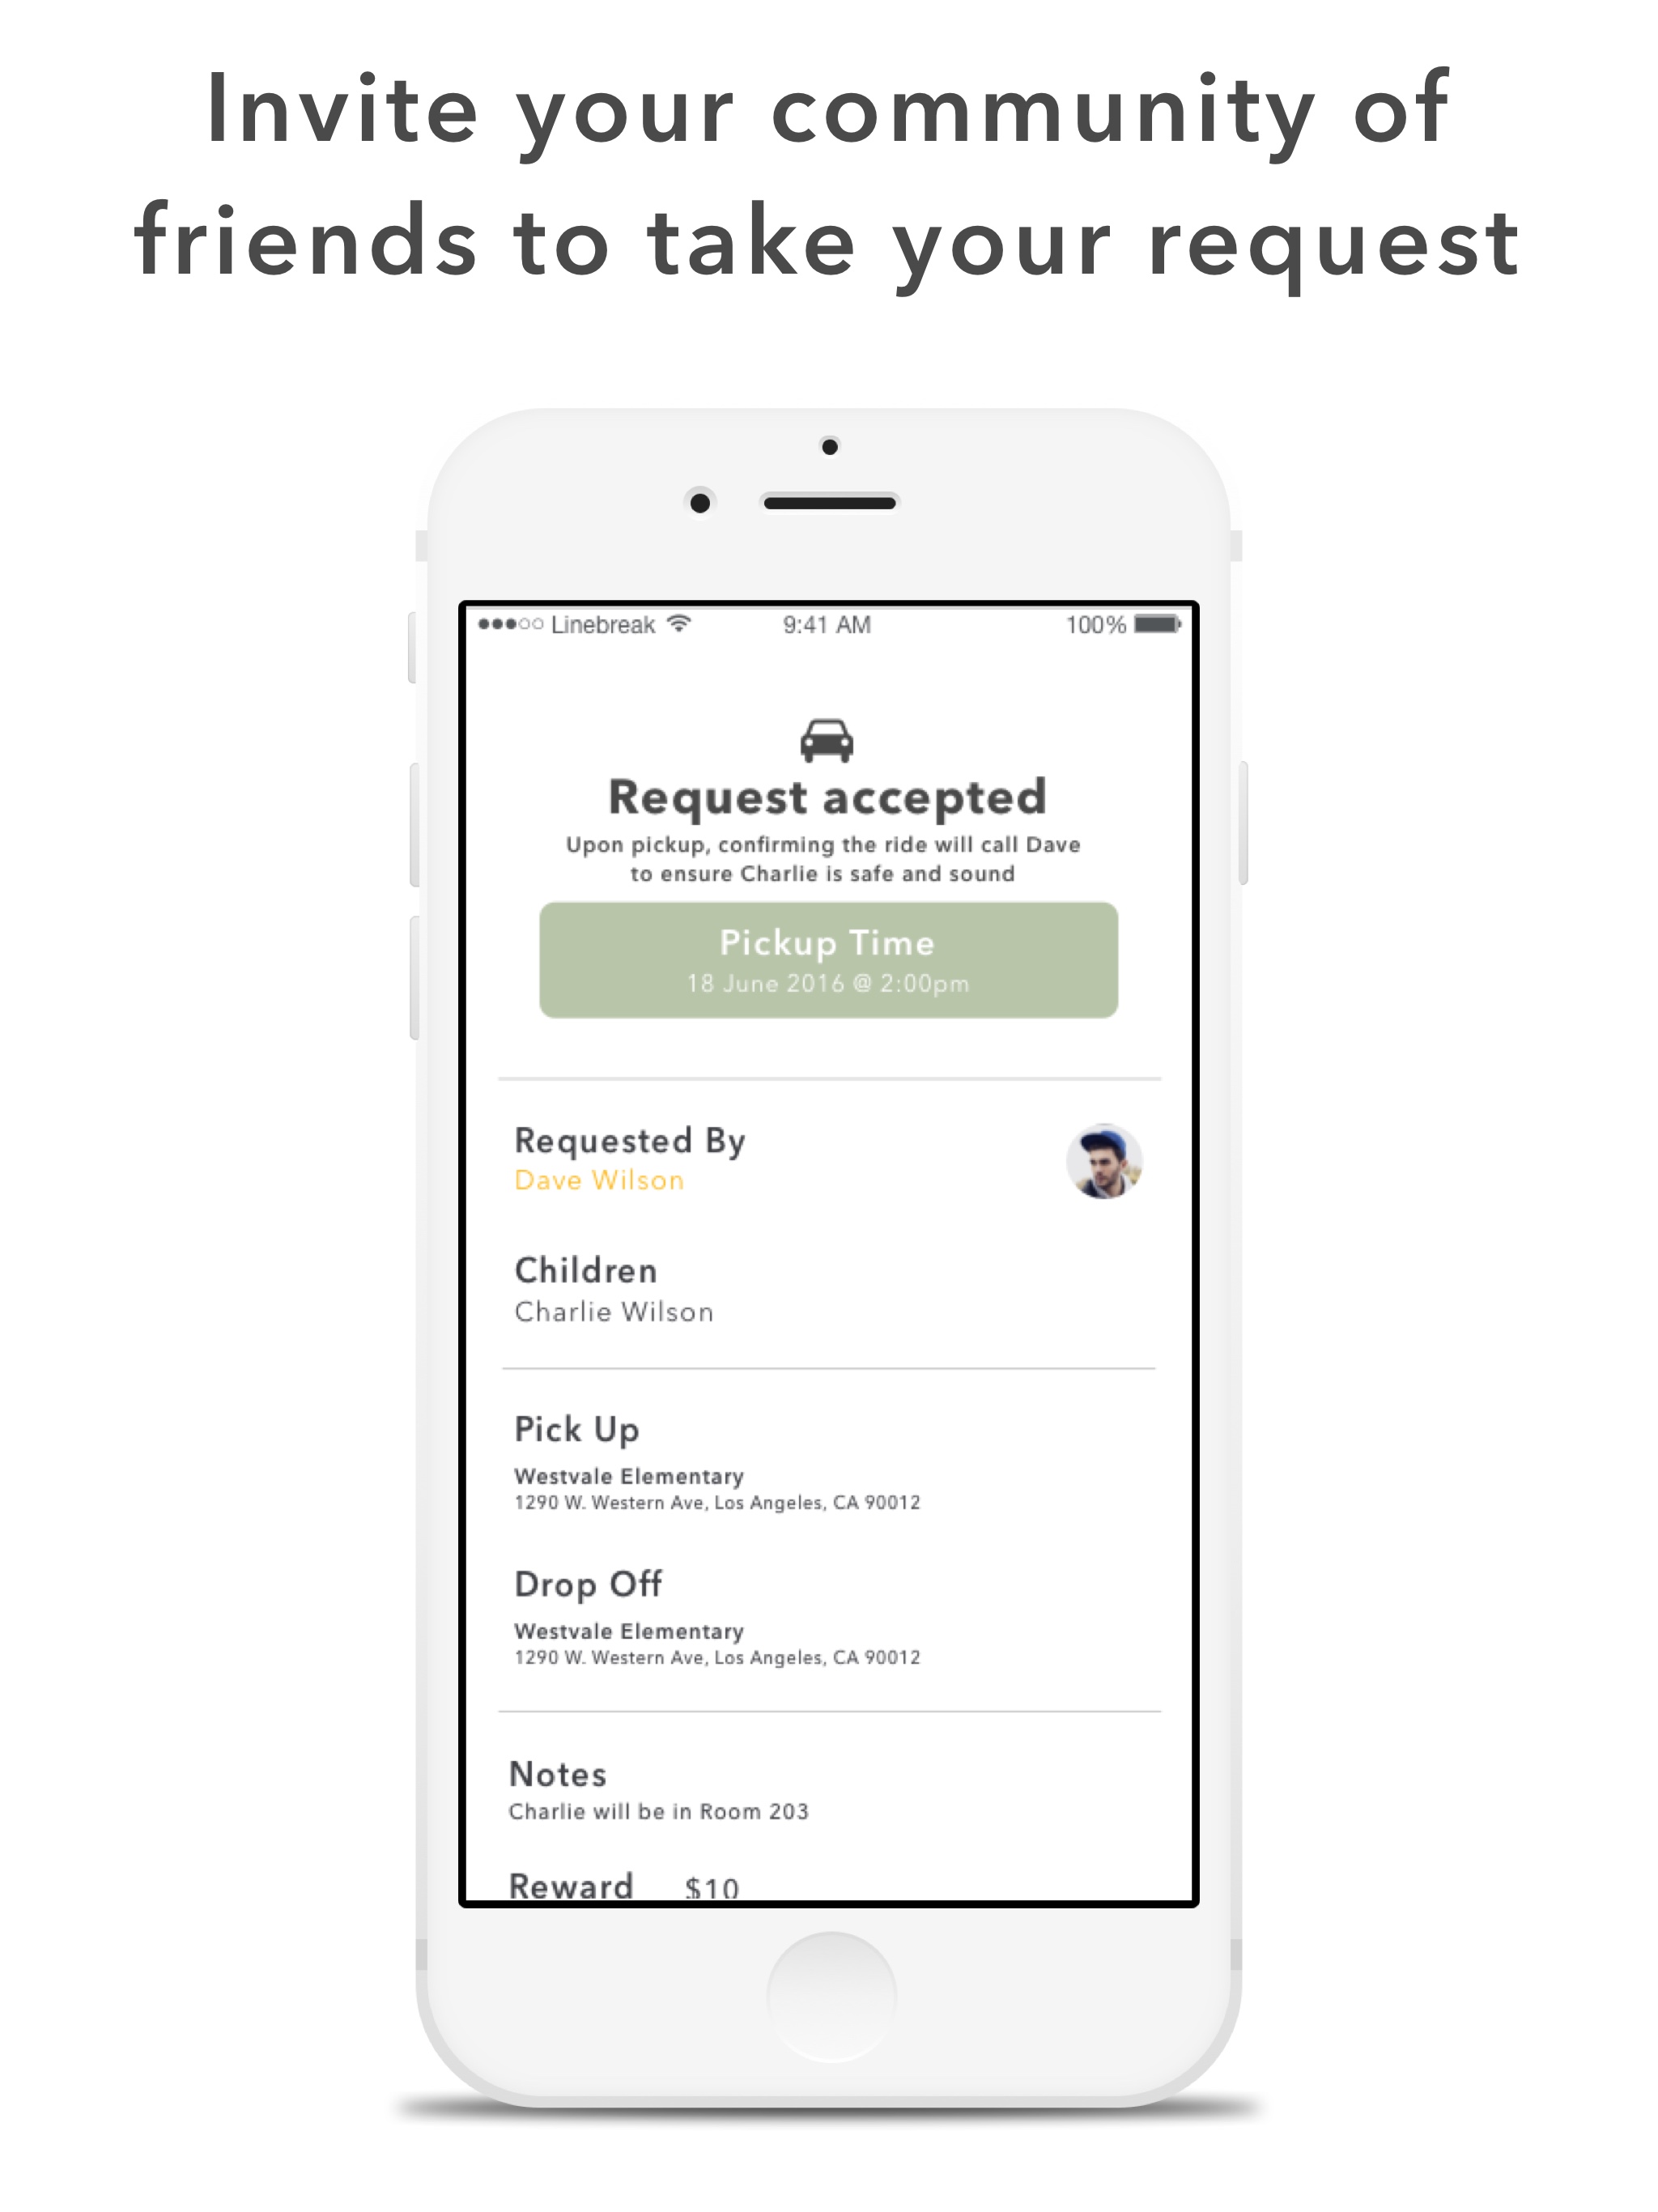 Invite your community of
friends to take your request
Linebreak
9:41 AM
100%
Request accepted
Upon pickup, confirming the ride will call Dave
to ensure Charlie is safe and sound
Pickup Time
18 June 2016 @ 2:00pm
Requested By
Dave Wilson
Children
Charlie Wilson
Pick Up
Westvale Elementary
1290 W. Western Ave, Los Angeles, CA 90012
Drop Off
Westvale Elementary
1290 W. Western Ave, Los Angeles, CA 90012
Notes
Charlie will be in Room 203
Reward $10